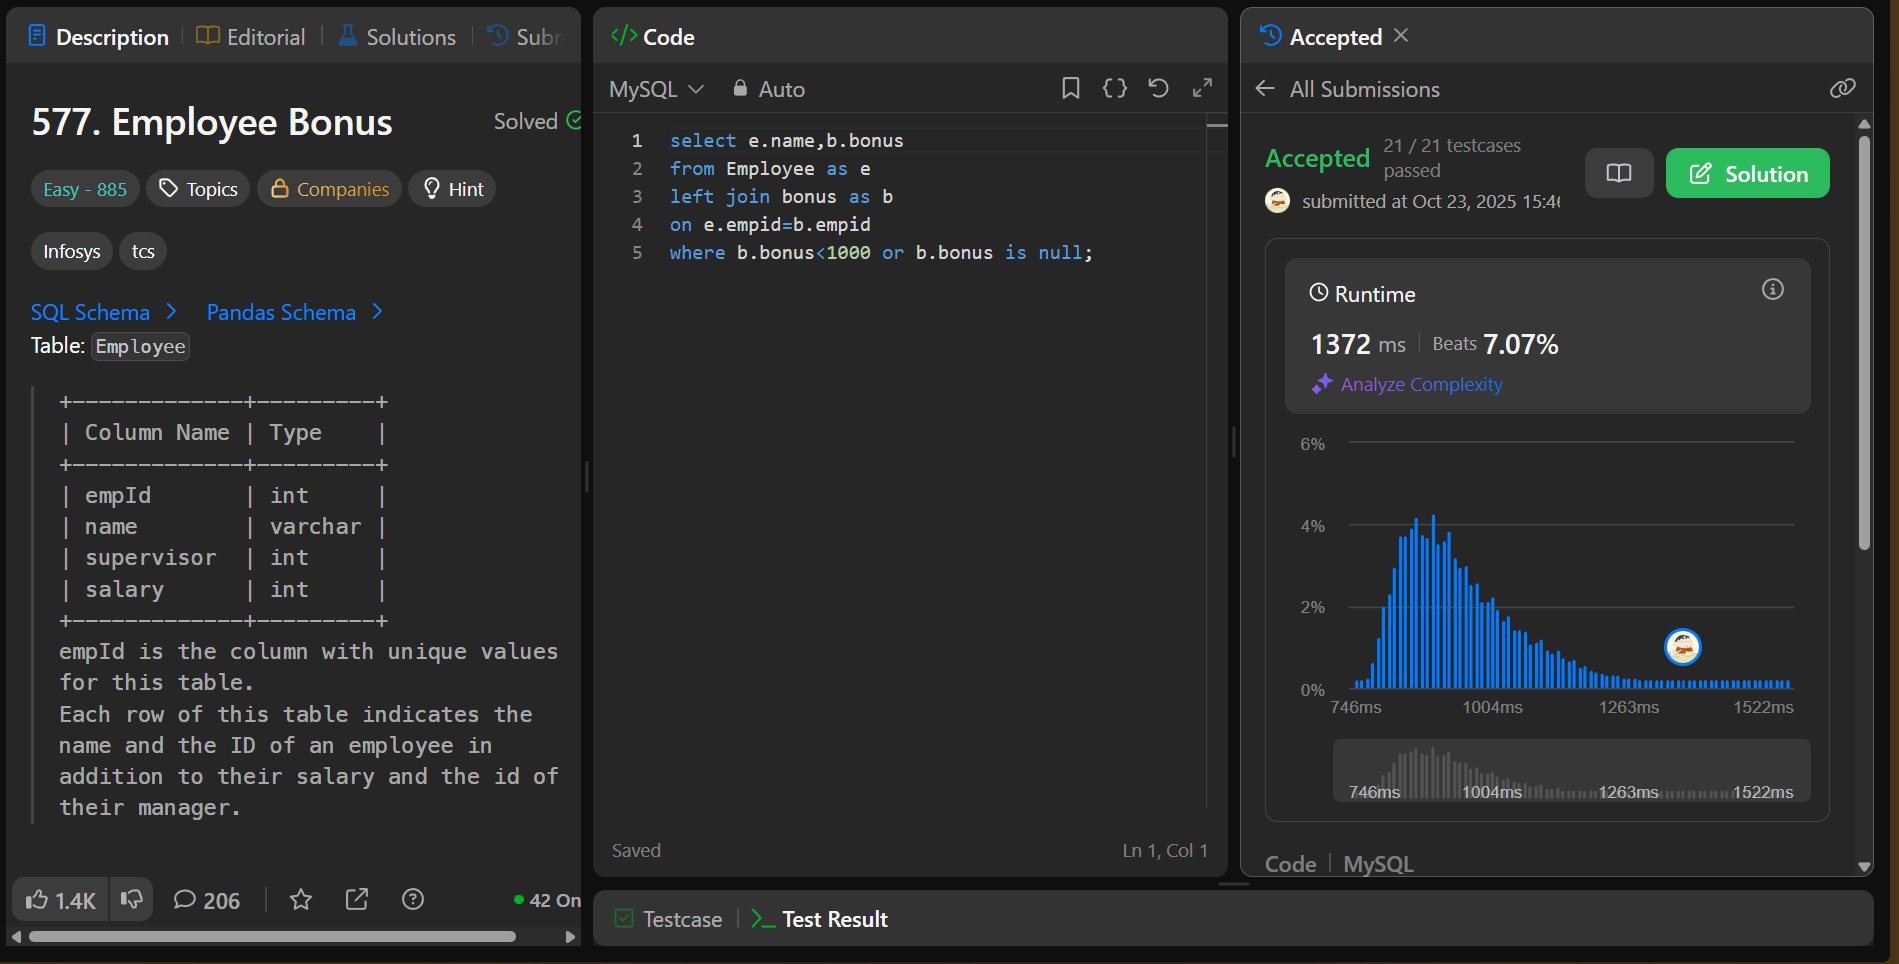 Description
Editorial
Solutions
577. Employee Bonus
Solved
Easy - 885
Topics
Companies
Hint
Infosys
tcs
SQL Schema
Pandas Schema
Table: Employee
+-------------+---------+
| Column Name | Type    |
+-------------+---------+
| empId       | int     |
| name        | varchar |
| supervisor  | int     |
| salary      | int     |
+-------------+---------+
empId is the column with unique values
for this table.
Each row of this table indicates the
name and the ID of an employee in
addition to their salary and the id of
their manager.
1.4K
206
42
Code
MySQL
Auto
1 select e.name,b.bonus
2 from Employee as e
3 left join bonus as b
4 on e.empid=b.empid
5 where b.bonus<1000 or b.bonus is null;
Saved
Ln 1, Col 1
Testcase
Test Result
Accepted
All Submissions
Accepted
21 / 21 testcases
passed
submitted at Oct 23, 2025
Solution
Runtime
1372 ms
Beats 7.07%
Analyze Complexity
6%
4%
2%
0%
746ms
1004ms
1263ms
1522ms
746ms
1004ms
1263ms
1522ms
Code
MySQL